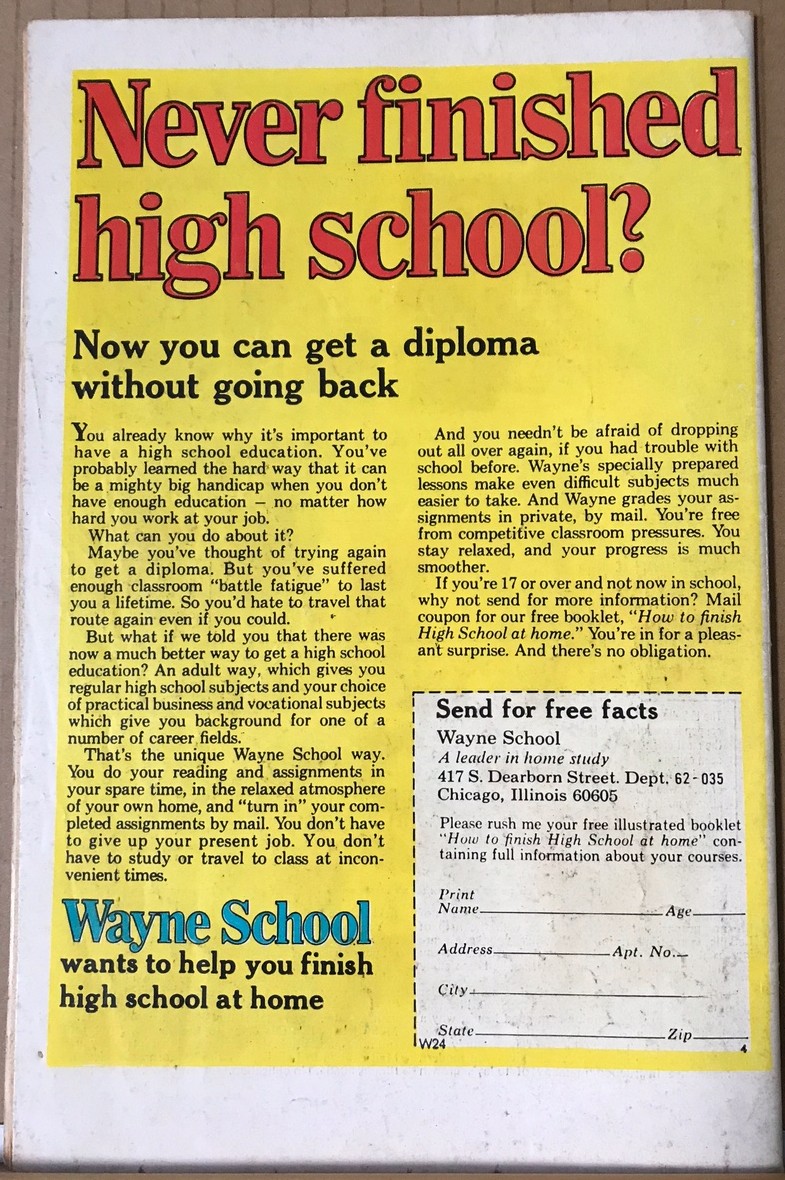 Never finished
high school?
Now you can get a diploma
without going back
You already know why it's important to
have a high school education. You've
probably learned the hard way that it can
be a mighty big handicap when you don't
have enough education — no matter how
hard you work at your job.
What can you do about it?
Maybe you've thought of trying again
to get a diploma. But you've suffered
enough classroom "battle fatigue" to last
you a lifetime. So you'd hate to travel that
route again even if you could.
But what if we told you that there was
now a much better way to get a high school
education? An adult way, which gives you
regular high school subjects and your choice
of practical business and vocational subjects
which give you background for one of a
number of career fields.
That's the unique Wayne School way.
You do your reading and assignments in
your spare time, in the relaxed atmosphere
of your own home, and "turn in" your com-
pleted assignments by mail. You don't have
to give up your present job. You don't
have to study or travel to class at incon-
venient times.
Wayne School
wants to help you finish
high school at home
And you needn't be afraid of dropping
out all over again, if you had trouble with
school before. Wayne's specially prepared
lessons make even difficult subjects much
easier to take. And Wayne grades your as-
signments in private, by mail. You're free
from competitive classroom pressures. You
stay relaxed, and your progress is much
smoother.
If you're 17 or over and not now in school,
why not send for more information? Mail
coupon for our free booklet, "How to finish
High School at home." You're in for a pleas-
ant surprise. And there's no obligation.
Send for free facts
Wayne School
A leader in home study
417 S. Dearborn Street. Dept. 62-035
Chicago, Illinois 60605
Please rush me your free illustrated booklet
"How to finish High School at home" con-
taining full information about your courses.
Print
Name Age
Address Apt. No.
City
State Zip
W24 4